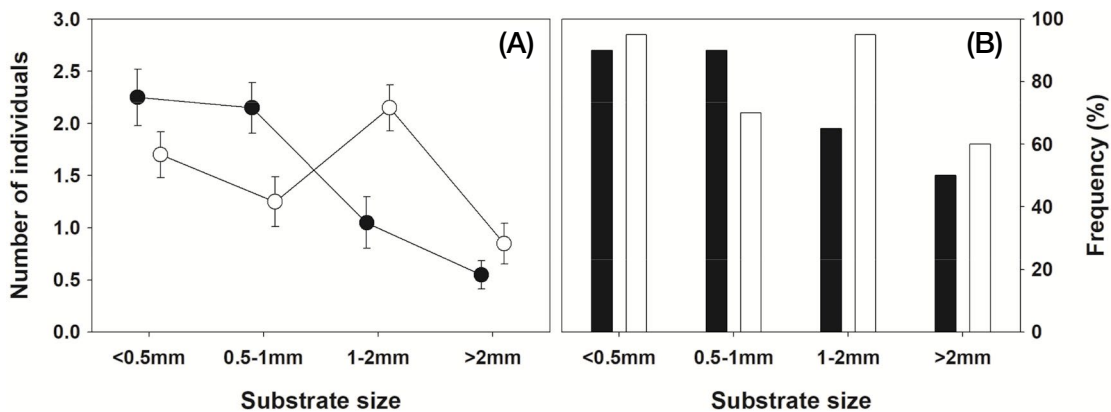 (A)
Number of individuals
3.0
2.5
2.0
1.5
1.0
0.5
0.0
<0.5mm 0.5-1mm 1-2mm >2mm
Substrate size
(B)
100
80
60
40
20
0
Frequency (%)
<0.5mm 0.5-1mm 1-2mm >2mm
Substrate size